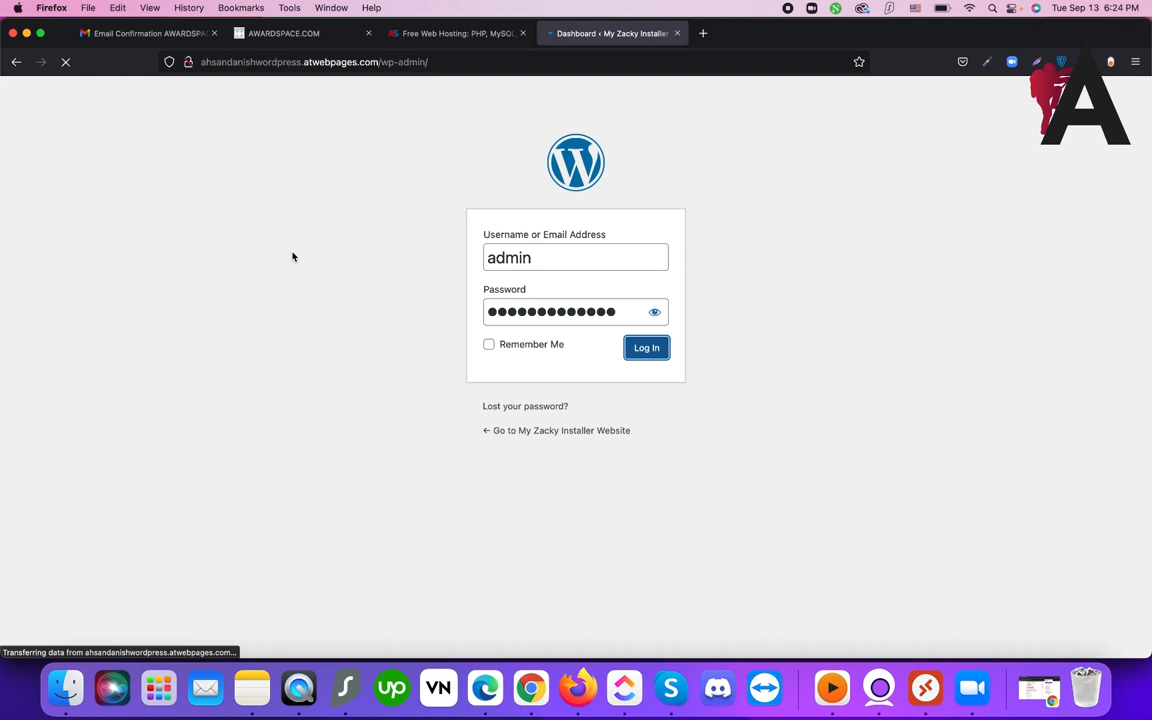 Firefox File Edit View History Bookmarks Tools Window Help Tue Sep 13 6:24 PM
Email Confirmation AWARDSPAC AWARDSPACE.COM Free Web Hosting: PHP, MySQL, Dashboard ‹ My Zacky Installer
ahsandanishwordpress.atwebpages.com/wp-admin/
A
W
Username or Email Address
admin
Password
Remember Me
Log In
Lost your password?
← Go to My Zacky Installer Website
Transferring data from ahsandanishwordpress.atwebpages.com...
up VN